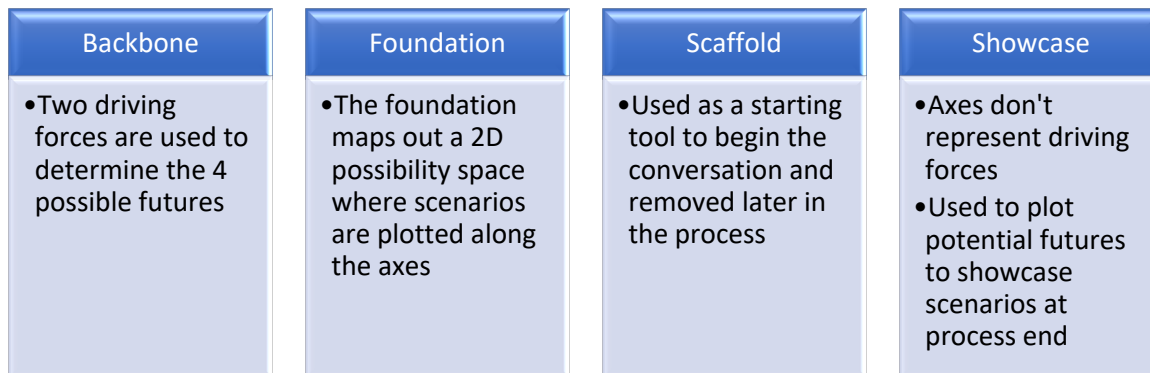 Backbone
•Two driving
forces are used to
determine the 4
possible futures
Foundation
•The foundation
maps out a 2D
possibility space
where scenarios
are plotted along
the axes
Scaffold
•Used as a starting
tool to begin the
conversation and
removed later in
the process
Showcase
•Axes don't
represent driving
forces
•Used to plot
potential futures
to showcase
scenarios at
process end